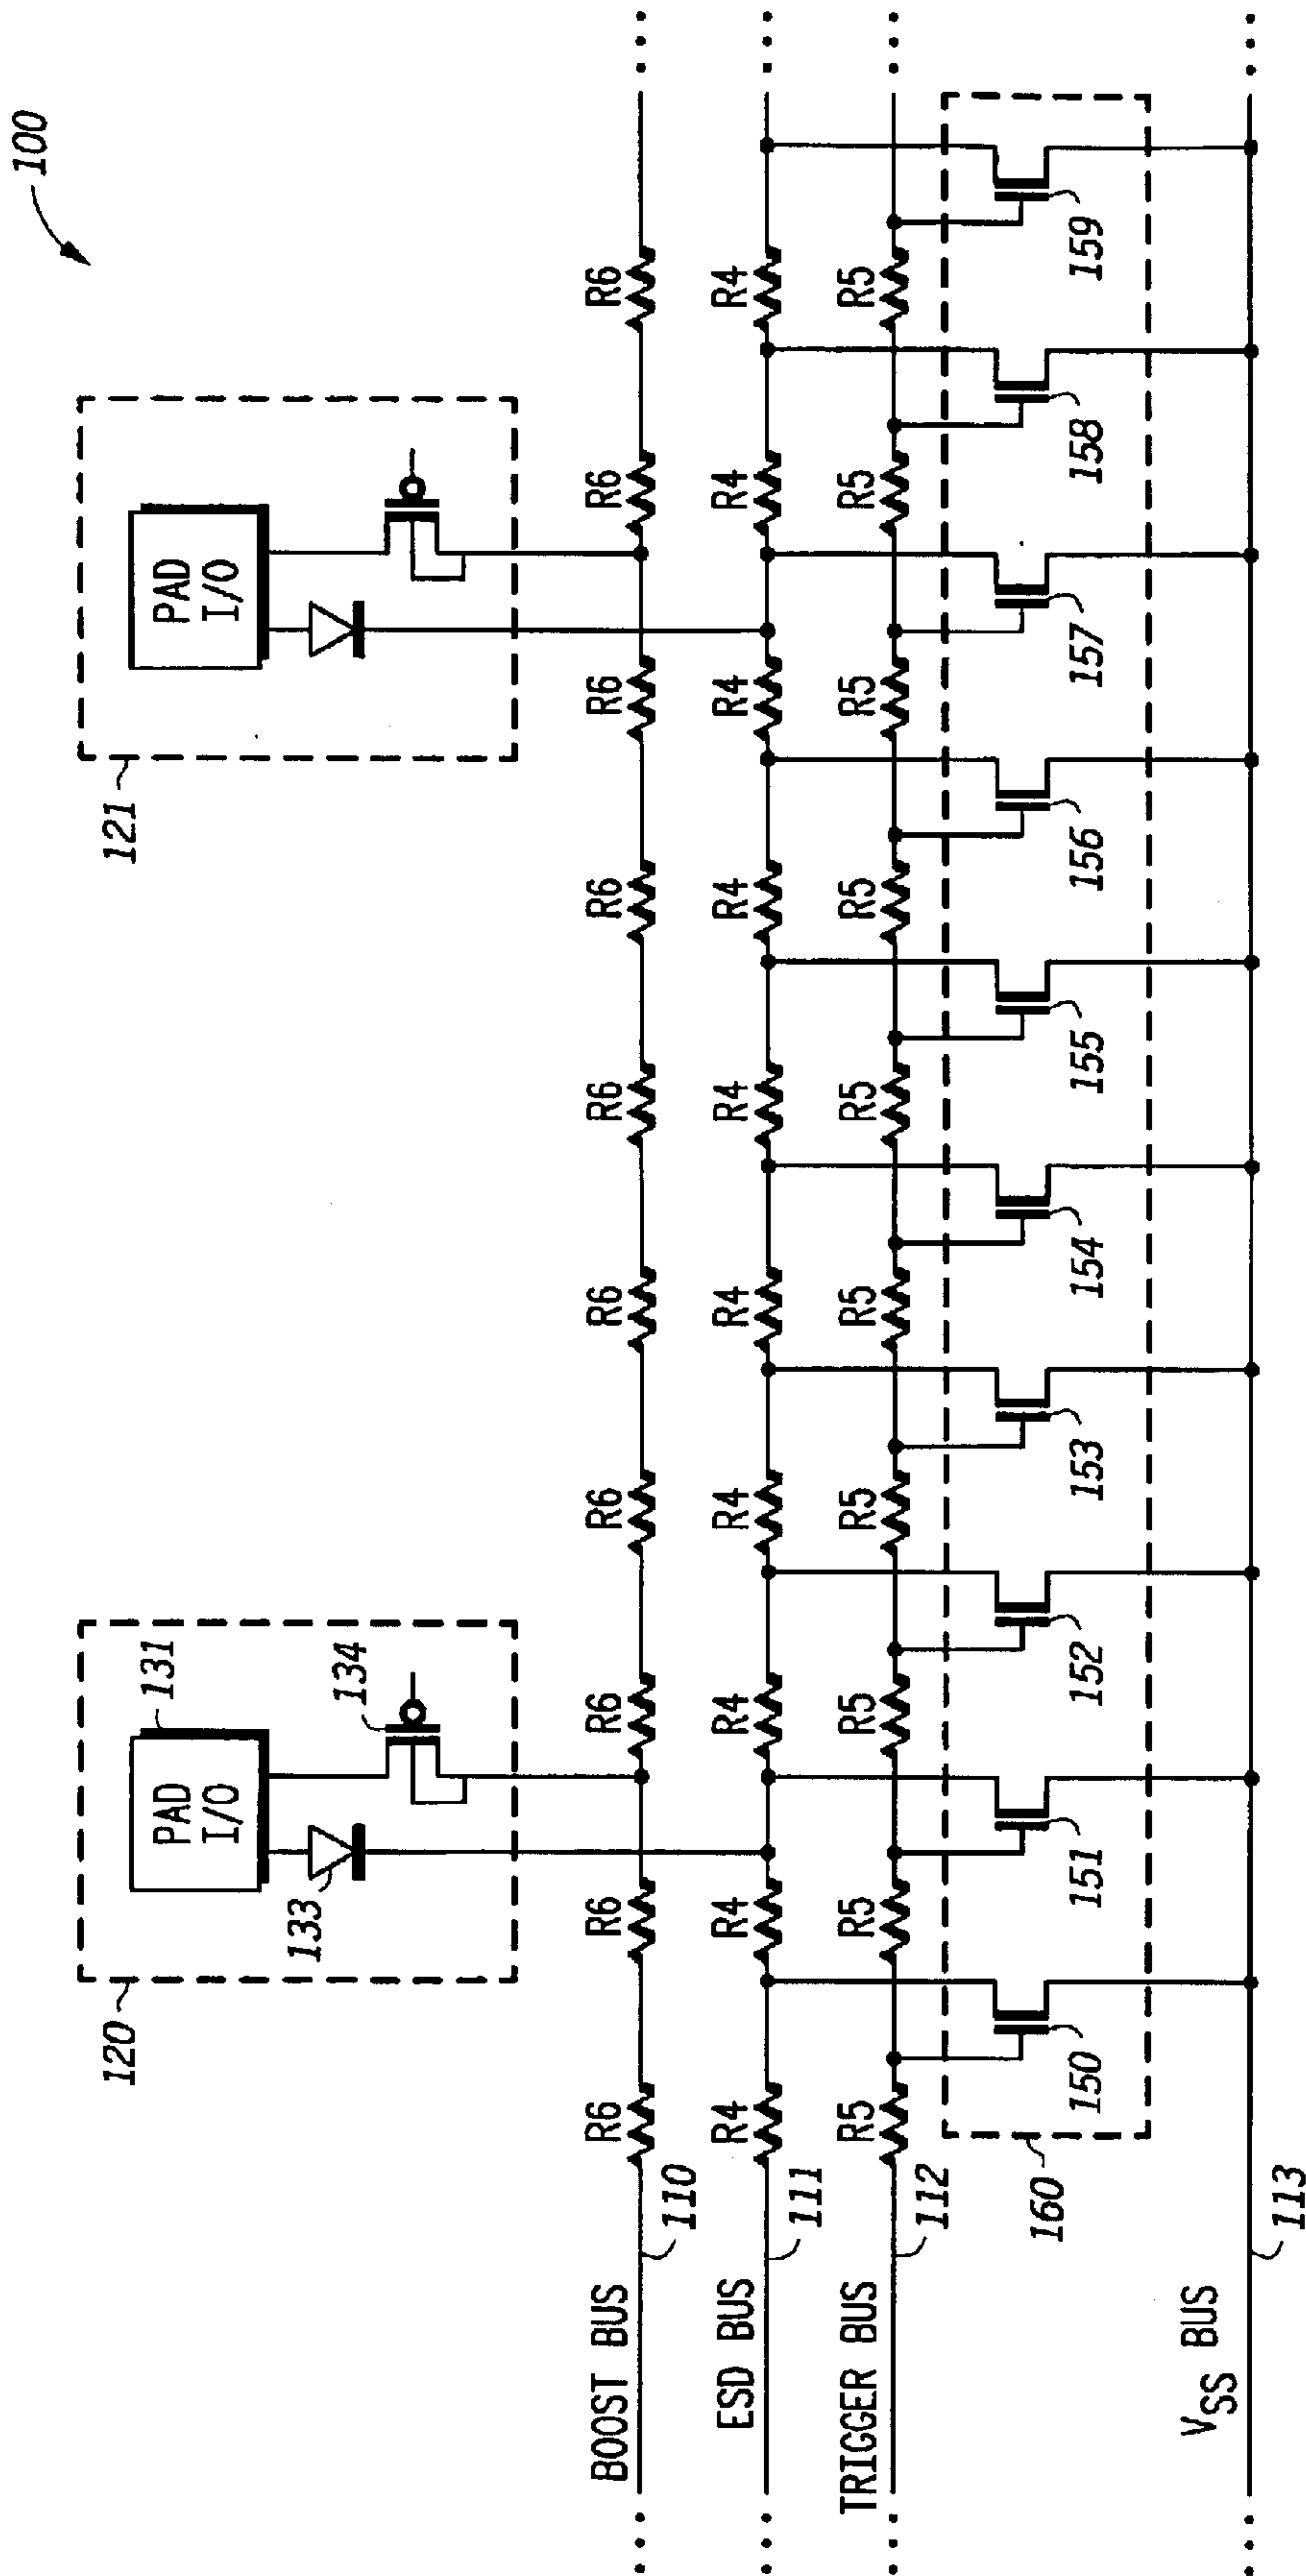 100
120
PAD
I/O
131
133
134
121
PAD
I/O
BOOST BUS
R6 R6 R6 R6 R6 R6 R6 R6 R6 R6
110
ESD BUS
R4 R4 R4 R4 R4 R4 R4 R4 R4 R4
111
TRIGGER BUS
R5 R5 R5 R5 R5 R5 R5 R5 R5 R5
112
160
150 151 152 153 154 155 156 157 158 159
VSS BUS
113